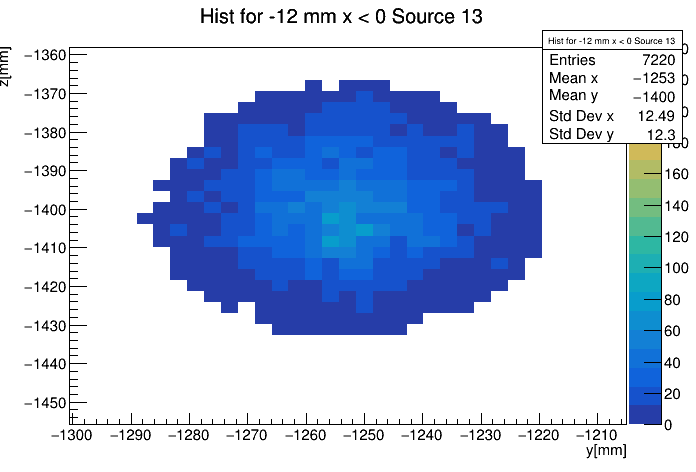 Hist for -12 mm x < 0 Source 13
z[mm]
Hist for -12 mm x < 0 Source 13
Entries 7220
Mean x −1253
Mean y −1400
Std Dev x 12.49
Std Dev y 12.3
−1360
−1370
−1380
−1390
−1400
−1410
−1420
−1430
−1440
−1450
180
160
140
120
100
80
60
40
20
0
−1300 −1290 −1280 −1270 −1260 −1250 −1240 −1230 −1220 −1210
y[mm]